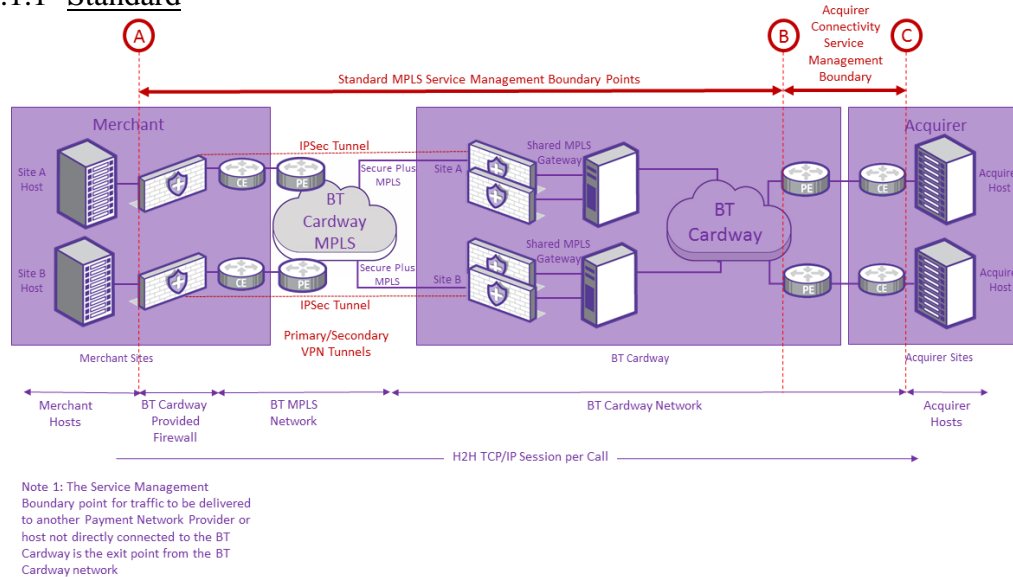 .1.1 Standard
A
B
C
Acquirer
Connectivity
Service
Management
Boundary
Standard MPLS Service Management Boundary Points
Merchant
Acquirer
IPSec Tunnel
Shared MPLS
Gateway
Site A
Host
CE
PE
Secure Plus
MPLS
Site A
PE
CE
Acquire
Host
BT
Cardway
MPLS
BT
Cardway
Shared MPLS
Gateway
Site B
Host
CE
PE
Secure Plus
MPLS
Site B
PE
CE
Acquire
Host
IPSec Tunnel
Primary/Secondary
VPN Tunnels
Merchant Sites
BT Cardway
Acquirer Sites
Merchant
Hosts
BT Cardway
Provided
Firewall
BT MPLS
Network
BT Cardway Network
Acquirer
Hosts
H2H TCP/IP Session per Call
Note 1: The Service Management
Boundary point for traffic to be delivered
to another Payment Network Provider or
host not directly connected to the BT
Cardway is the exit point from the BT
Cardway network